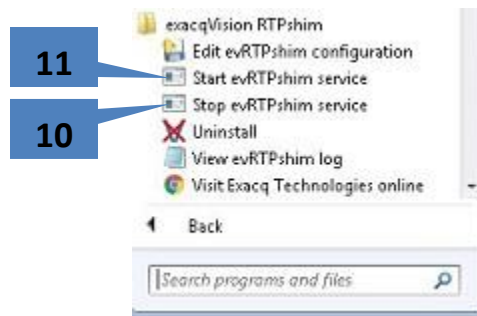 exacqVision RTPshim
Edit evRTPshim configuration
11
Start evRTPshim service
Stop evRTPshim service
10
Uninstall
View evRTPshim log
Visit Exacq Technologies online
Back
Search programs and files